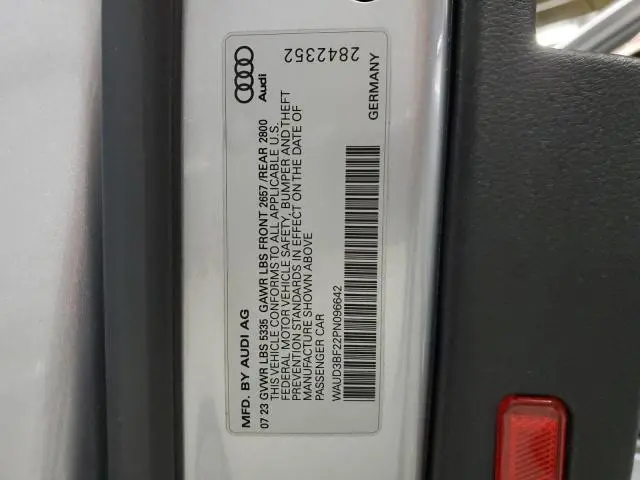 MFD. BY AUDI AG
07 23 GVWR LBS 5335 GAWR LBS FRONT 2657 /REAR 2800
THIS VEHICLE CONFORMS TO ALL APPLICABLE U.S.
FEDERAL MOTOR VEHICLE SAFETY, BUMPER AND THEFT
PREVENTION STANDARDS IN EFFECT ON THE DATE OF
MANUFACTURE SHOWN ABOVE
PASSENGER CAR
WAUD3BF22PN096642
GERMANY
Audi
2842352